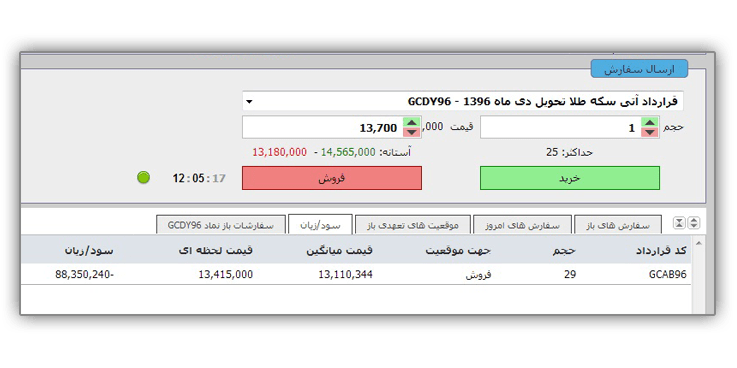 ارسال سفارش
قرارداد آتی سکه طلا تحویل دی ماه 1396 - GCDY96
حجم 1 قیمت ,000 13,700
حداکثر: 25 آستانه: 14,565,000 - 13,180,000
خرید فروش 12:05:17
سفارش های باز سفارش های امروز موقعیت های تعهدی باز سود/زیان سفارشات باز نماد GCDY96
کد قرارداد حجم جهت موقعیت قیمت میانگین قیمت لحظه ای سود/زیان
GCAB96 29 فروش 13,110,344 13,415,000 88,350,240-